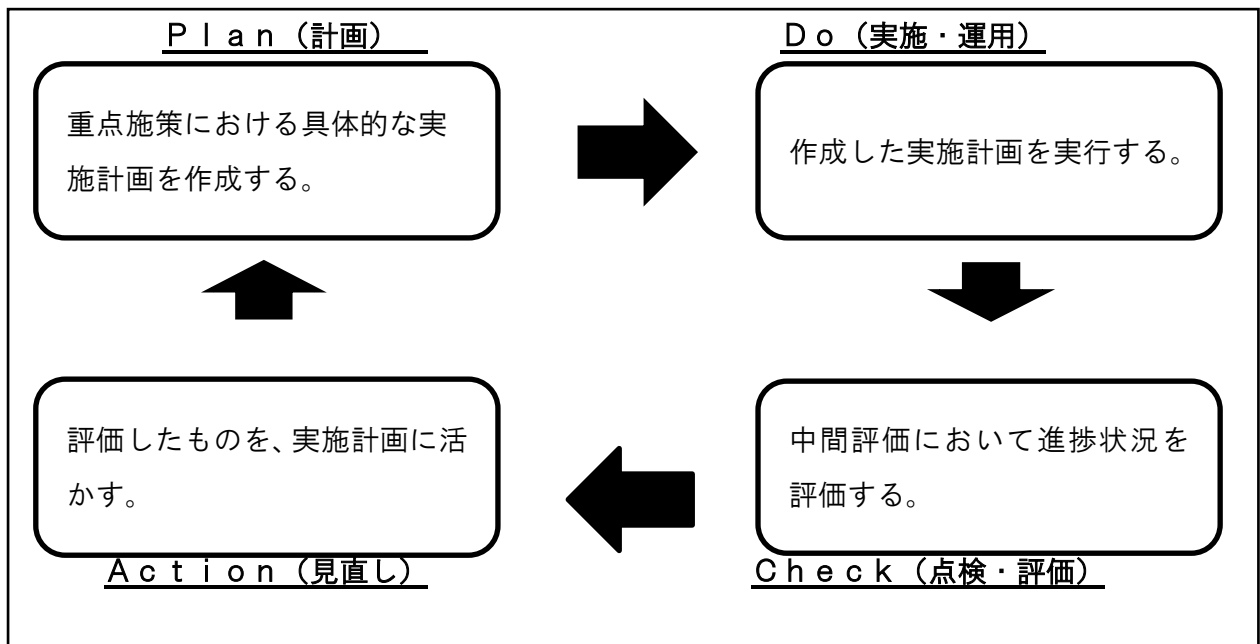 Ｐｌａｎ（計画）
Ｄｏ（実施・運用）
重点施策における具体的な実
施計画を作成する。
作成した実施計画を実行する。
評価したものを、実施計画に活
かす。
中間評価において進捗状況を
評価する。
Ａｃｔｉｏｎ（見直し）
Ｃｈｅｃｋ（点検・評価）